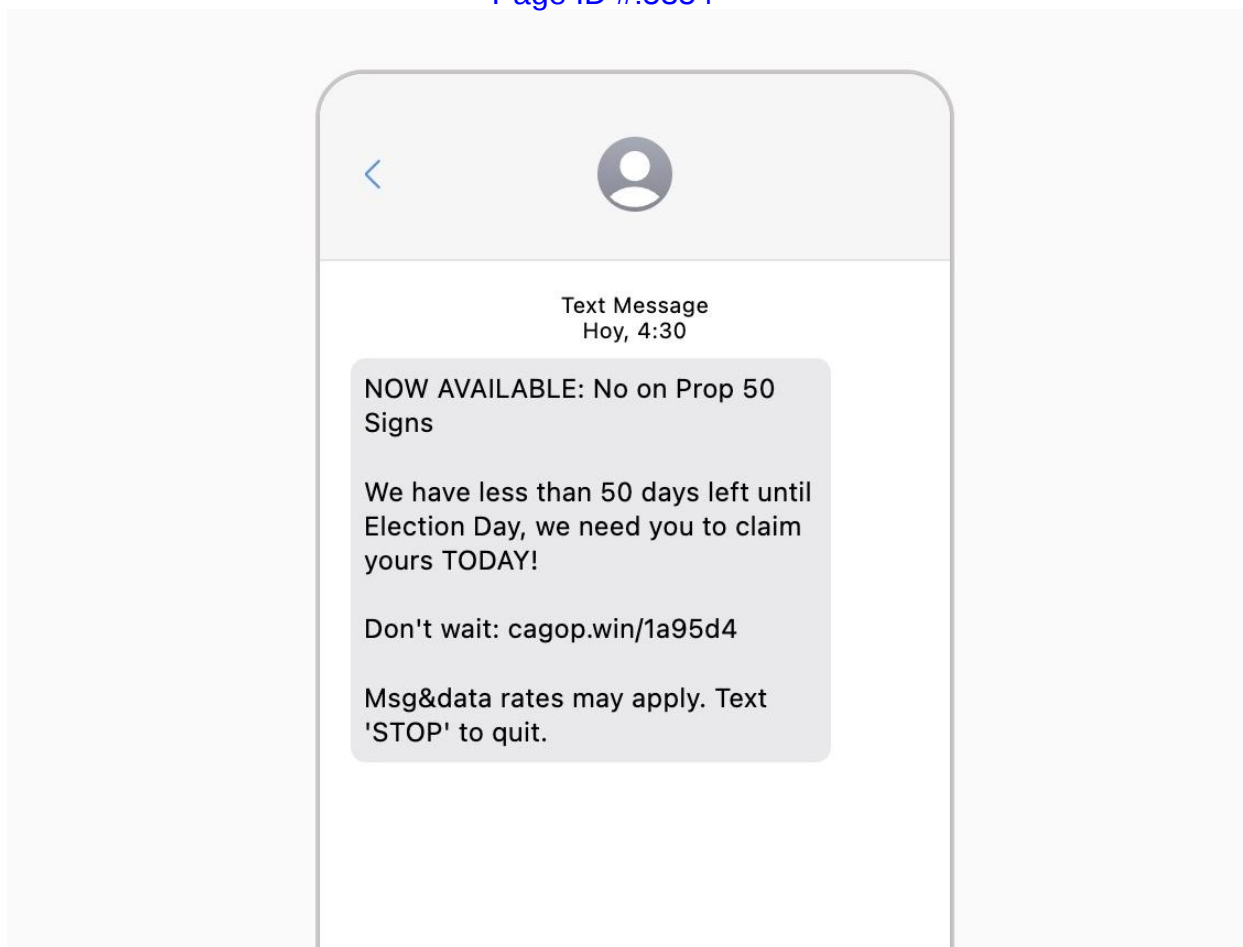 Text Message
Hoy, 4:30
NOW AVAILABLE: No on Prop 50
Signs
We have less than 50 days left until
Election Day, we need you to claim
yours TODAY!
Don't wait: cagop.win/1a95d4
Msg&data rates may apply. Text
'STOP' to quit.